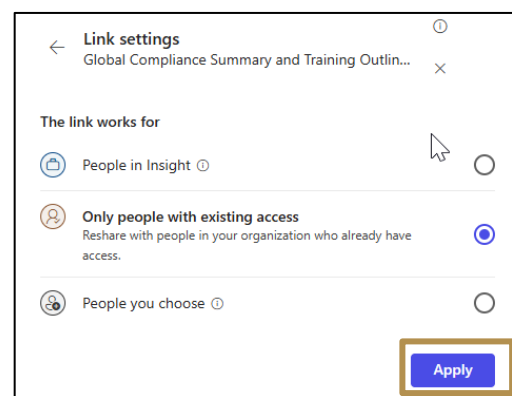 Link settings
Global Compliance Summary and Training Outlin...
The link works for
People in Insight
Only people with existing access
Reshare with people in your organization who already have
access.
People you choose
Apply